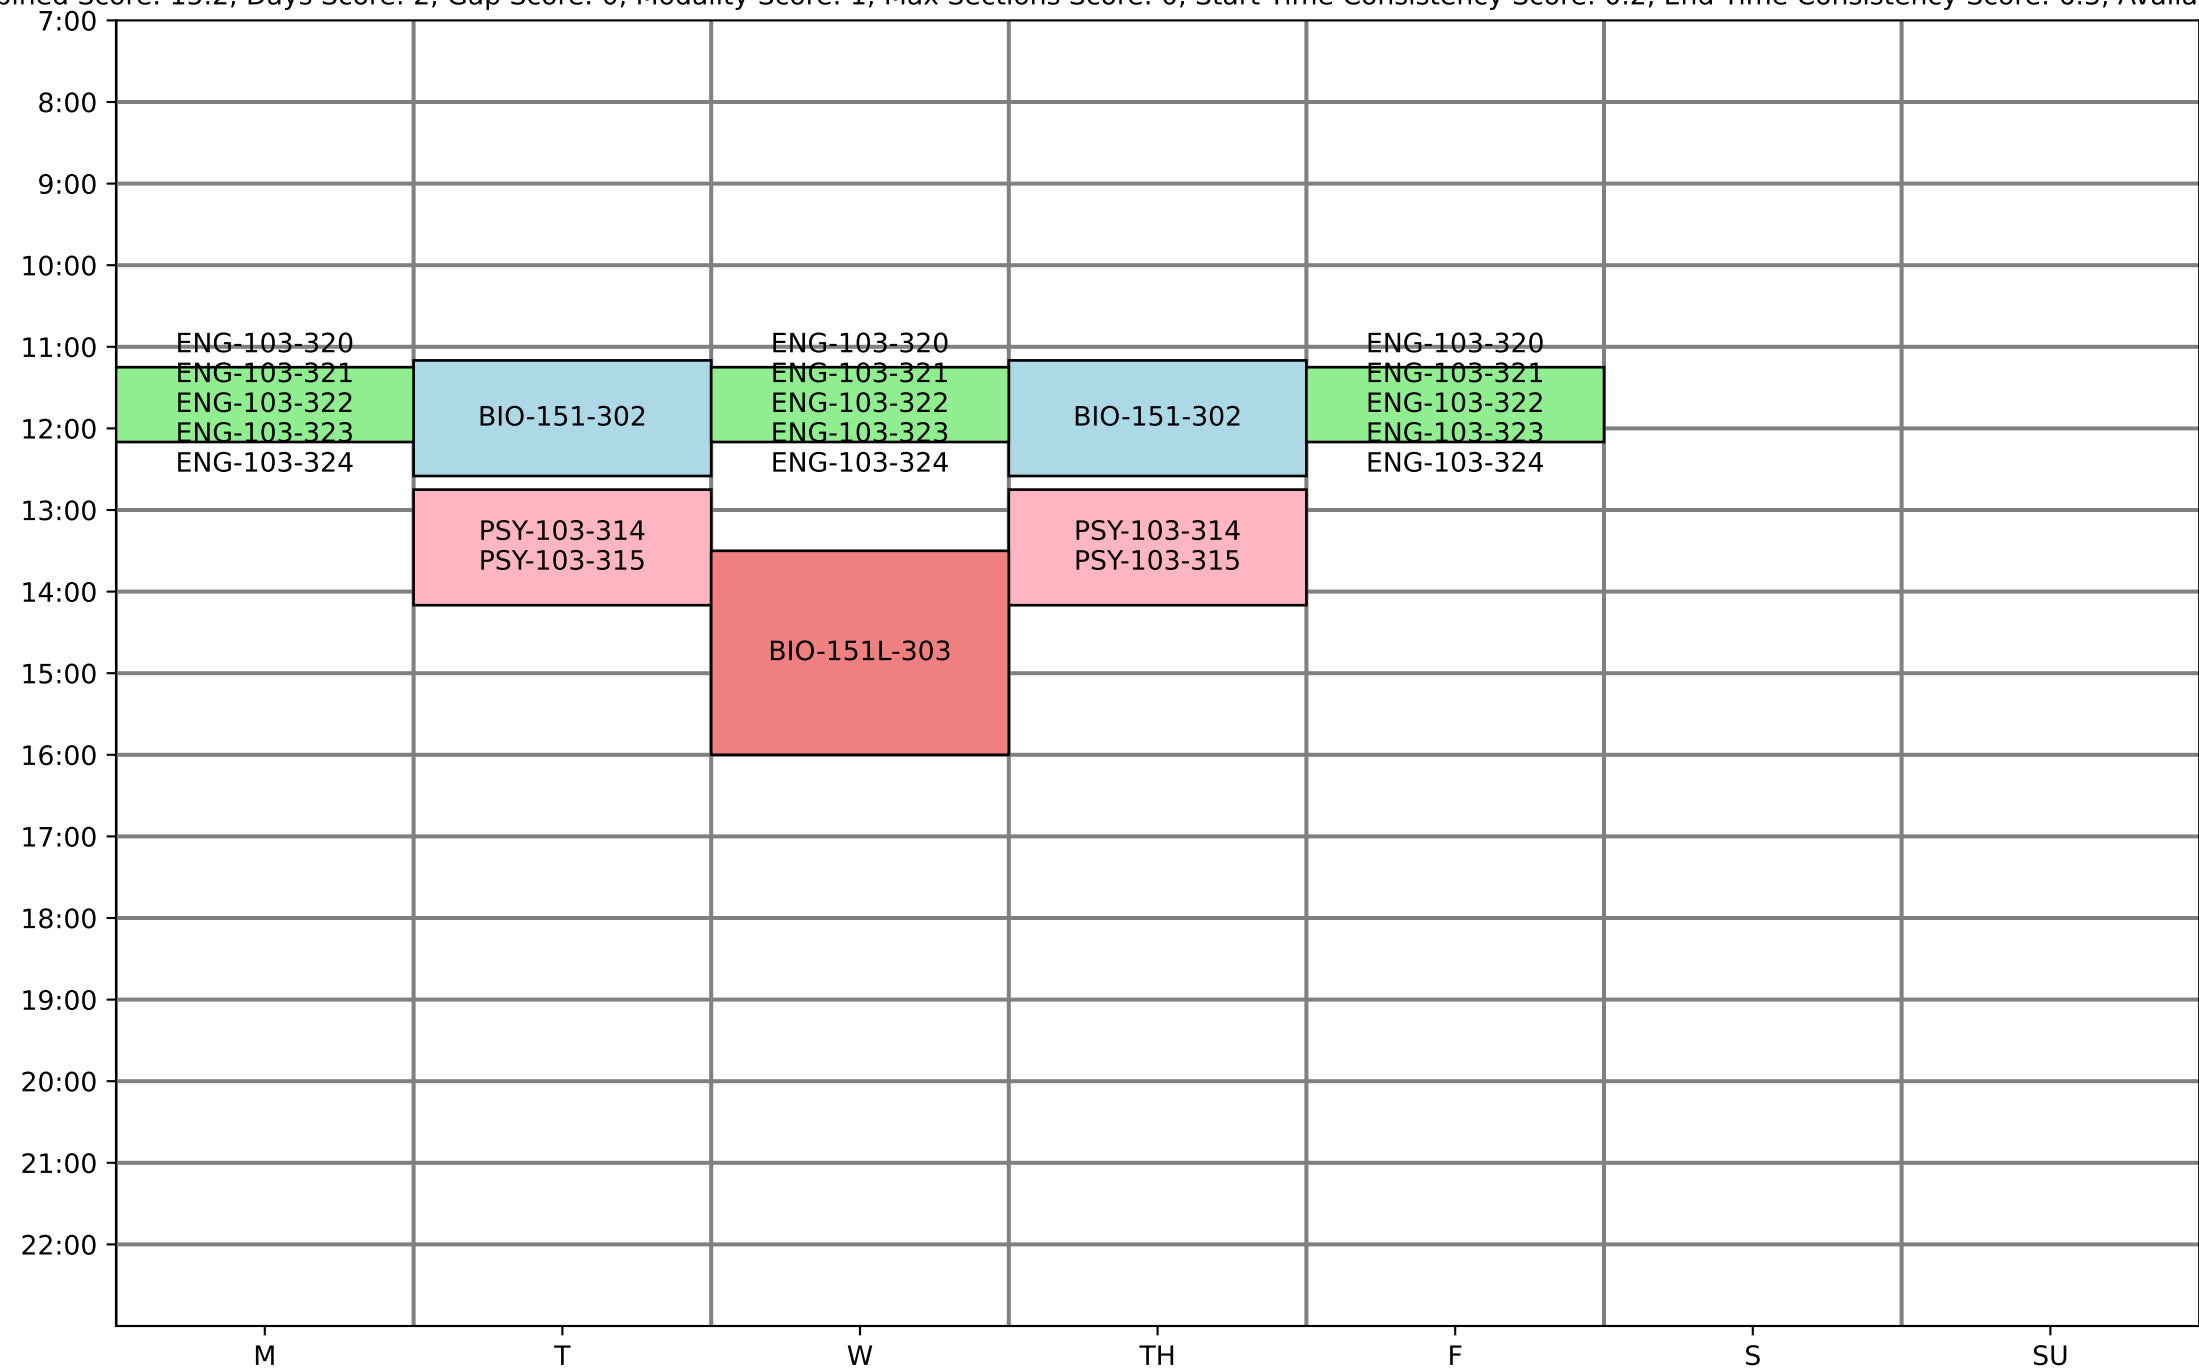 Score: 15.2, Days Score: 2, Gap Score: 0, Modality Score: 1, Max Sections Score: 0, Start Time Consistency Score: 0.2, End Time Consistency Score: 0.5,
7:00
8:00
9:00
10:00
11:00
12:00
13:00
14:00
15:00
16:00
17:00
18:00
19:00
20:00
21:00
22:00
ENG-103-320
ENG-103-321
ENG-103-322
ENG-103-323
ENG-103-324
BIO-151-302
PSY-103-314
PSY-103-315
ENG-103-320
ENG-103-321
ENG-103-322
ENG-103-323
ENG-103-324
BIO-151L-303
BIO-151-302
PSY-103-314
PSY-103-315
ENG-103-320
ENG-103-321
ENG-103-322
ENG-103-323
ENG-103-324
M T W TH F S SU